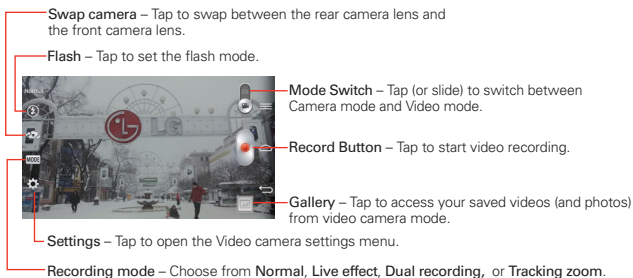 Swap camera – Tap to swap between the rear camera lens and
the front camera lens.
Flash – Tap to set the flash mode.
Normal
LG
MODE
Mode Switch – Tap (or slide) to switch between
Camera mode and Video mode.
Record Button – Tap to start video recording.
Gallery – Tap to access your saved videos (and photos)
from video camera mode.
Settings – Tap to open the Video camera settings menu.
Recording mode – Choose from Normal, Live effect, Dual recording, or Tracking zoom.